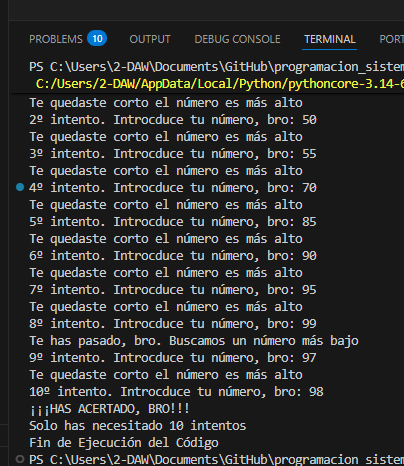 PROBLEMS 10 OUTPUT DEBUG CONSOLE TERMINAL PORT
PS C:\Users\2-DAW\Documents\GitHub\programacion_sistem
C:/Users/2-DAW/AppData/Local/Python/pythoncore-3.14-6
Te quedaste corto el número es más alto
2º intento. Introcduce tu número, bro: 50
Te quedaste corto el número es más alto
3º intento. Introcduce tu número, bro: 55
Te quedaste corto el número es más alto
4º intento. Introcduce tu número, bro: 70
Te quedaste corto el número es más alto
5º intento. Introcduce tu número, bro: 85
Te quedaste corto el número es más alto
6º intento. Introcduce tu número, bro: 90
Te quedaste corto el número es más alto
7º intento. Introcduce tu número, bro: 95
Te quedaste corto el número es más alto
8º intento. Introcduce tu número, bro: 99
Te has pasado, bro. Buscamos un número más bajo
9º intento. Introcduce tu número, bro: 97
Te quedaste corto el número es más alto
10º intento. Introcduce tu número, bro: 98
¡¡¡HAS ACERTADO, BRO!!!
Solo has necesitado 10 intentos
Fin de Ejecución del Código
PS C:\Users\2-DAW\Documents\GitHub\programacion_sistem